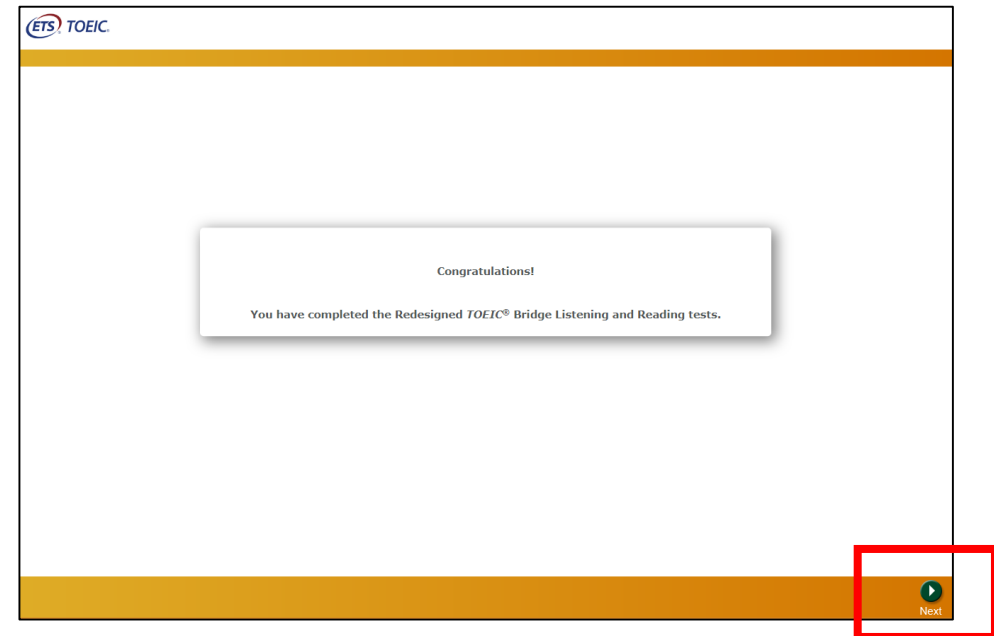 ETS® TOEIC®
Congratulations!
You have completed the Redesigned TOEIC® Bridge Listening and Reading tests.
Next